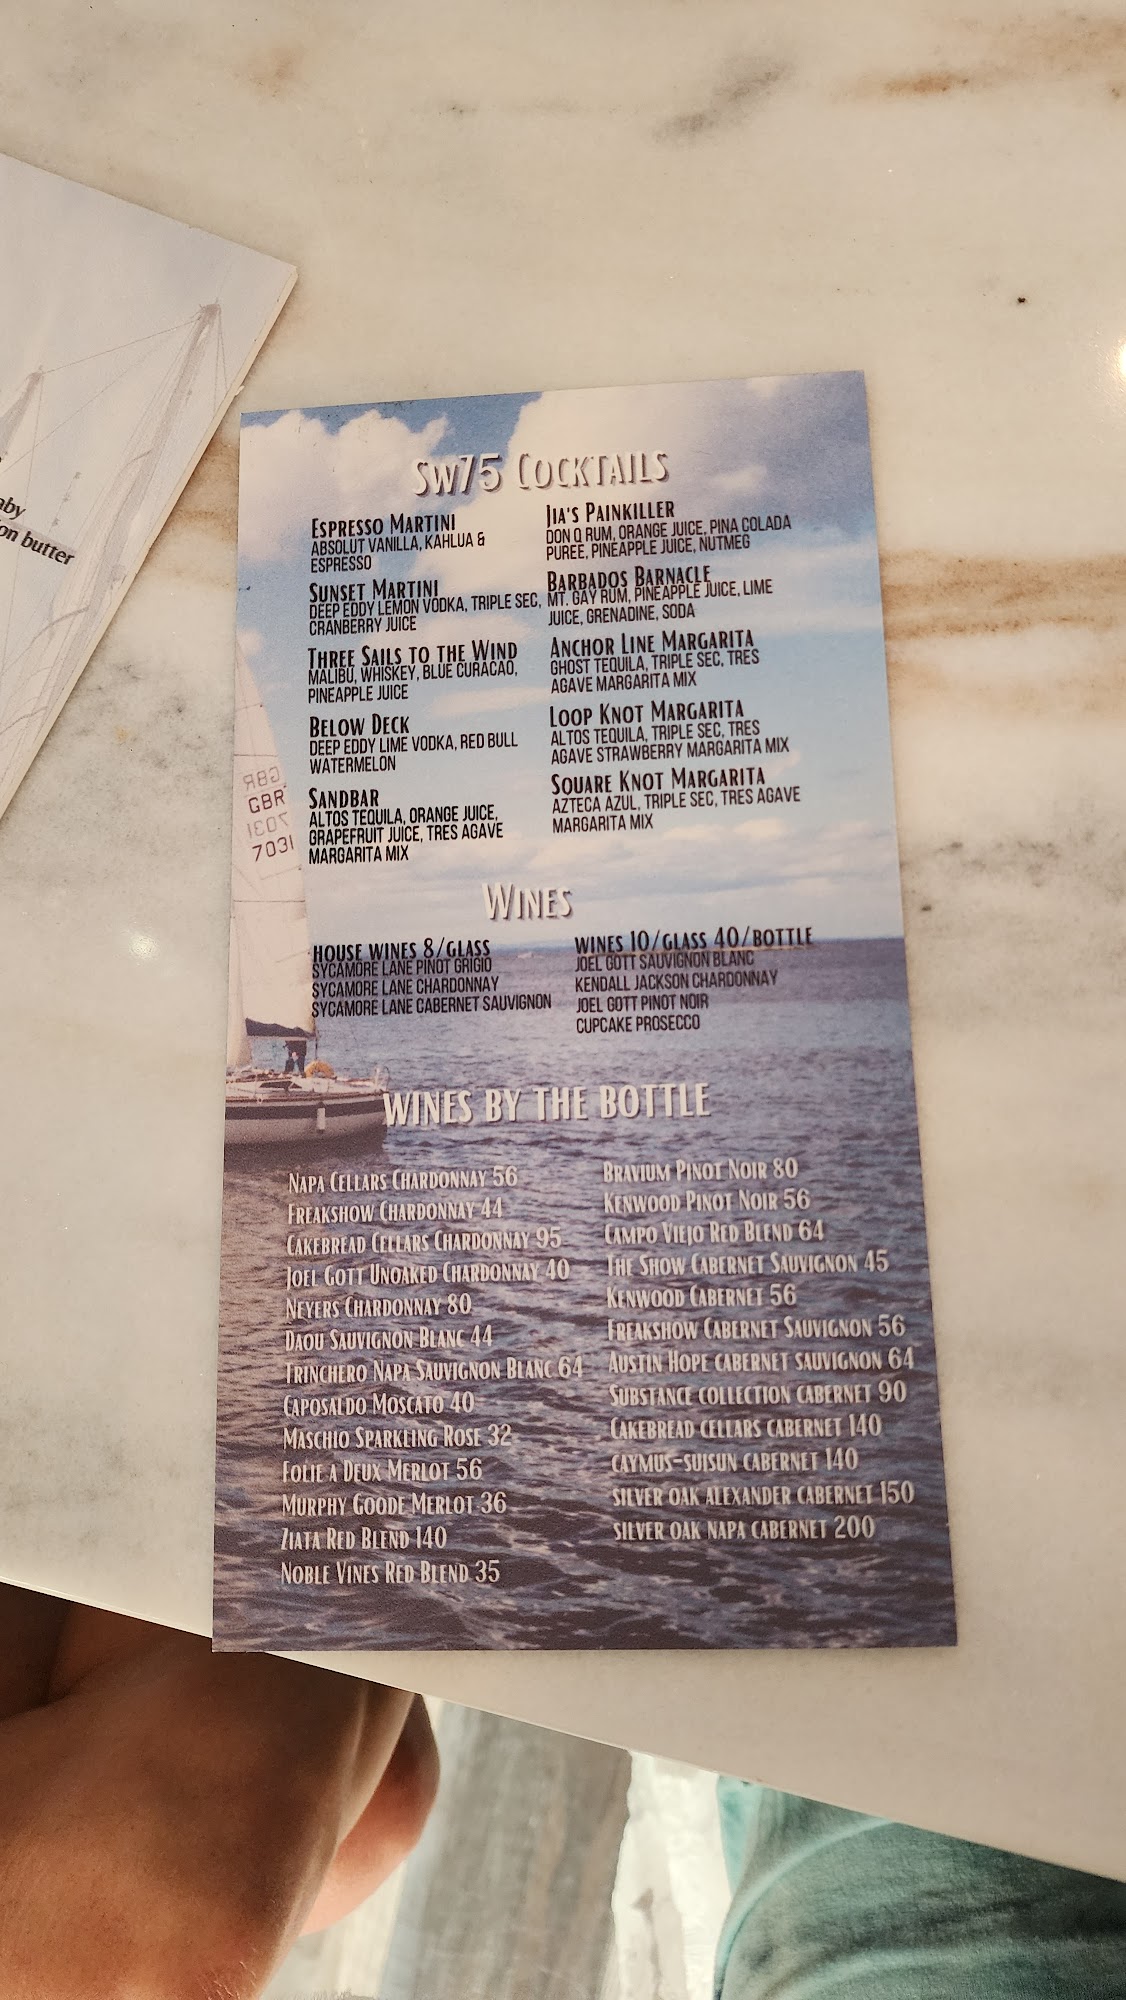 aby
on butter
Sw75 Cocktails
Espresso Martini
Absolut Vanilla, Kahlua &
Espresso
Sunset Martini
Deep Eddy Lemon Vodka, Triple Sec,
Cranberry Juice
Three Sails to the Wind
Malibu, Whiskey, Blue Curacao,
Pineapple Juice
Below Deck
Deep Eddy Lime Vodka, Red Bull
Watermelon
Sandbar
Altos Tequila, Orange Juice,
Grapefruit Juice, Tres Agave
Margarita Mix
Jia's Painkiller
Don Q Rum, Orange Juice, Pina Colada
Puree, Pineapple Juice, Nutmeg
Barbados Barnacle
Mt. Gay Rum, Pineapple Juice, Lime
Juice, Grenadine, Soda
Anchor Line Margarita
Ghost Tequila, Triple Sec, Tres
Agave Margarita Mix
Loop Knot Margarita
Altos Tequila, Triple Sec, Tres
Agave Strawberry Margarita Mix
Square Knot Margarita
Azteca Azul, Triple Sec, Tres Agave
Margarita Mix
GBR
7031
Wines
House Wines 8/Glass
Sycamore Lane Pinot Grigio
Sycamore Lane Chardonnay
Sycamore Lane Cabernet Sauvignon
Wines 10/Glass 40/Bottle
Joel Gott Sauvignon Blanc
Kendall Jackson Chardonnay
Joel Gott Pinot Noir
Cupcake Prosecco
Wines by the Bottle
Napa Cellars Chardonnay 56
Freakshow Chardonnay 44
Cakebread Cellars Chardonnay 95
Joel Gott Unoaked Chardonnay 40
Neyers Chardonnay 80
Daou Sauvignon Blanc 44
Trinchero Napa Sauvignon Blanc 64
Caposaldo Moscato 40
Maschio Sparkling Rose 32
Folie a Deux Merlot 56
Murphy Goode Merlot 36
Ziata Red Blend 140
Noble Vines Red Blend 35
Bravium Pinot Noir 80
Kenwood Pinot Noir 56
Campo Viejo Red Blend 64
The Show Cabernet Sauvignon 45
Kenwood Cabernet 56
Freakshow Cabernet Sauvignon 56
Austin Hope Cabernet Sauvignon 64
Substance Collection Cabernet 90
Cakebread Cellars Cabernet 140
Caymus-Suisun Cabernet 140
Silver Oak Alexander Cabernet 150
Silver Oak Napa Cabernet 200